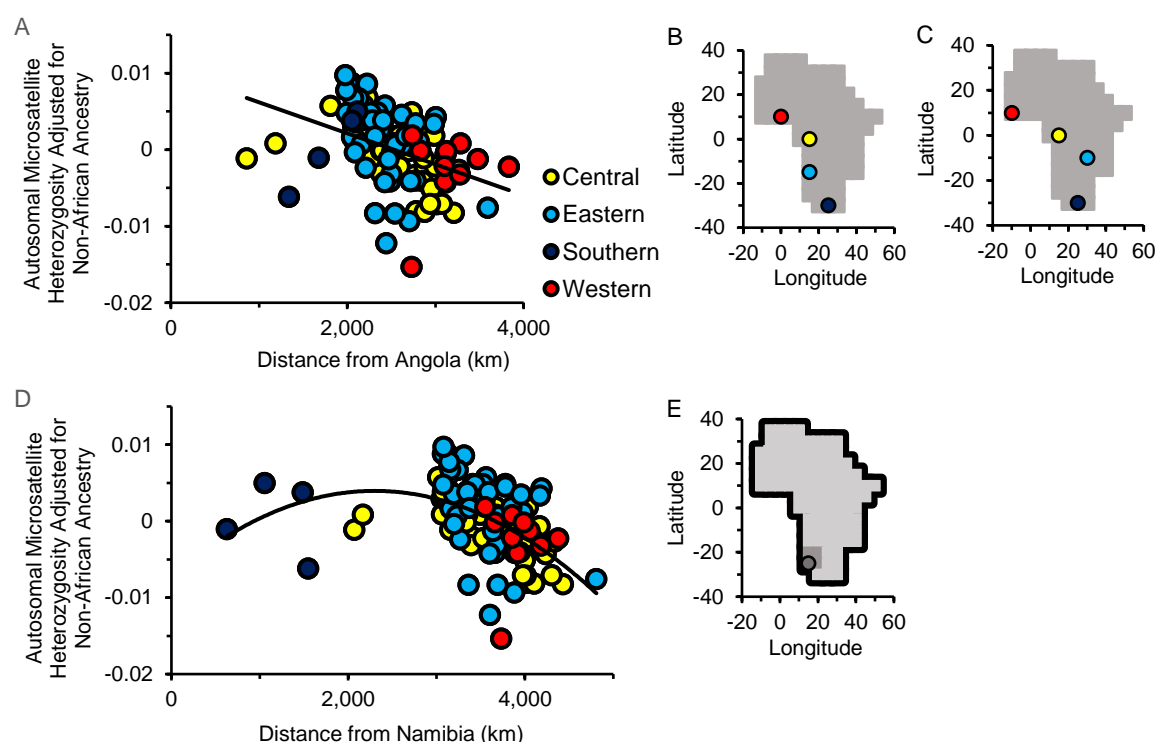 A
Autosomal Microsatellite
Heterozygosity Adjusted for
Non-African Ancestry
0.01
0
-0.01
-0.02
0
2,000
4,000
Distance from Angola (km)
Central
Eastern
Southern
Western
B
Latitude
40
20
0
-20
-40
-20 0 20 40 60
Longitude
C
Latitude
40
20
0
-20
-40
-20 0 20 40 60
Longitude
D
Autosomal Microsatellite
Heterozygosity Adjusted for
Non-African Ancestry
0.01
0
-0.01
-0.02
0
2,000
4,000
Distance from Namibia (km)
E
Latitude
40
20
0
-20
-40
-20 0 20 40 60
Longitude